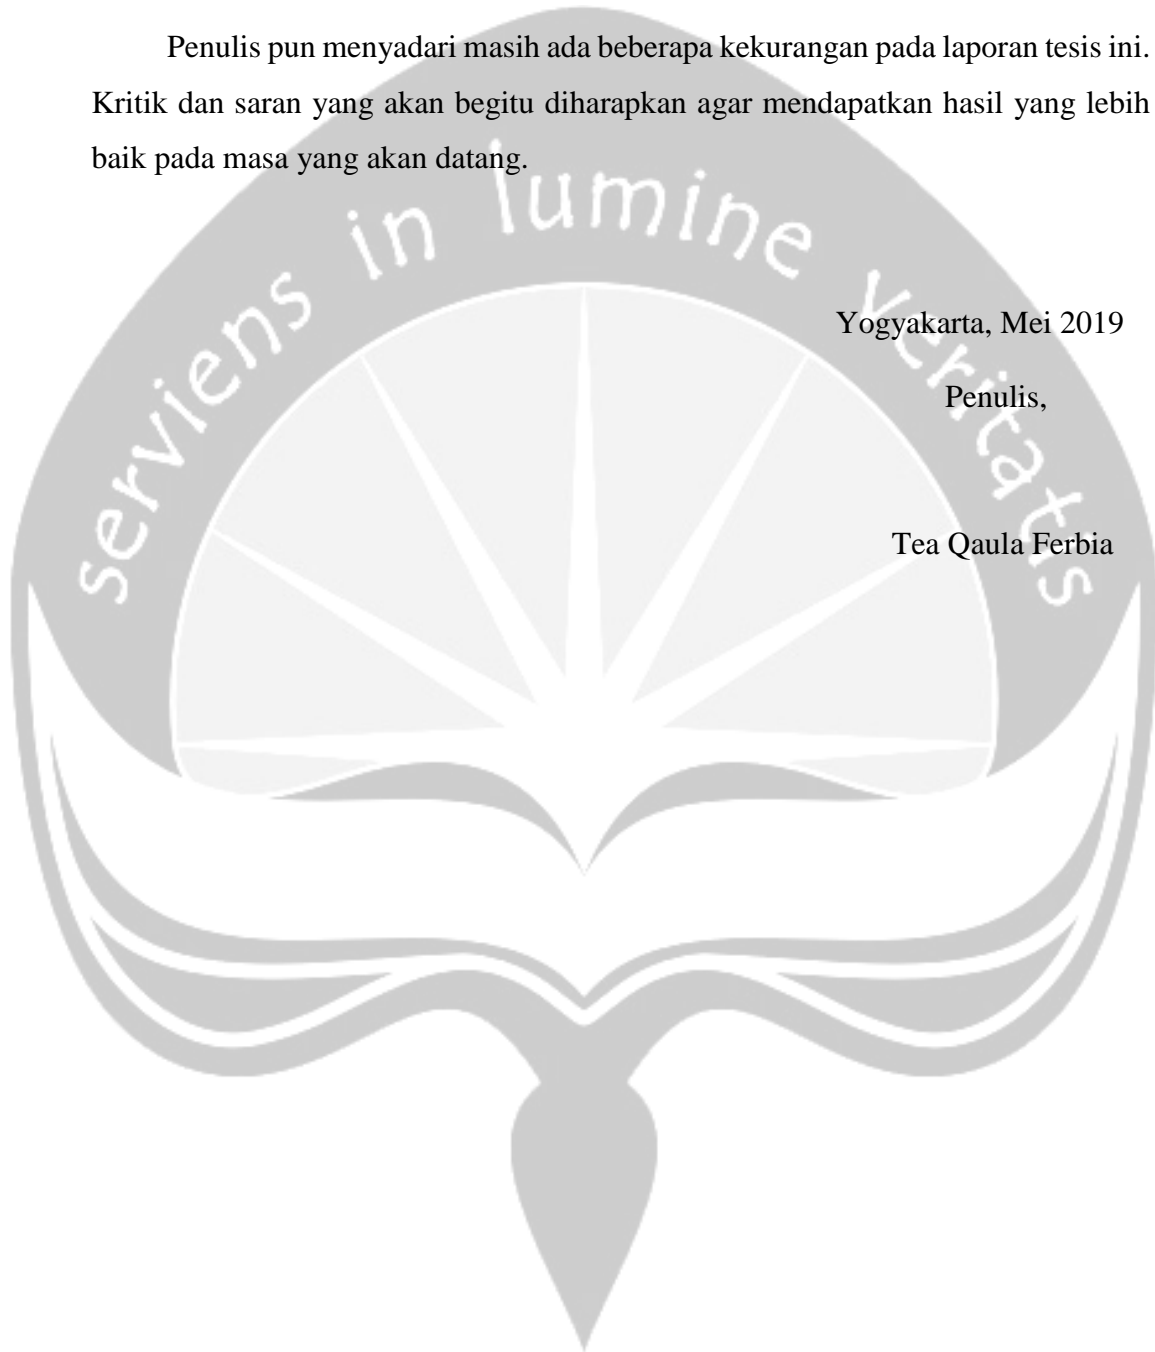 Penulis pun menyadari masih ada beberapa kekurangan pada laporan tesis ini.
Kritik dan saran yang akan begitu diharapkan agar mendapatkan hasil yang lebih
baik pada masa yang akan datang.
serviens in lumine veritatis
Yogyakarta, Mei 2019
Penulis,
Tea Qaula Ferbia